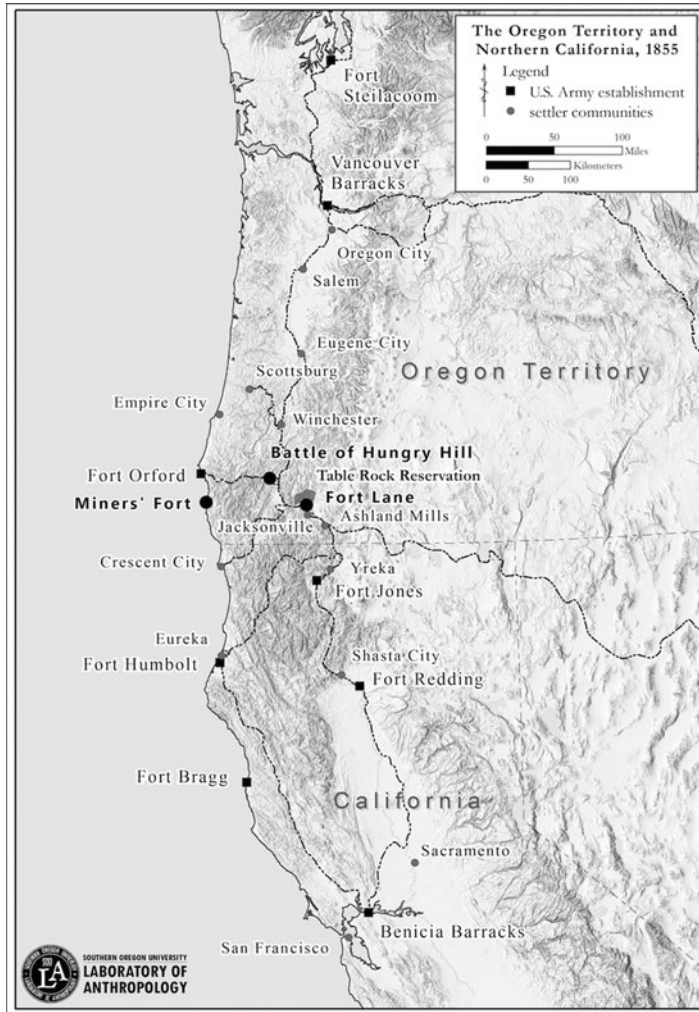 The Oregon Territory and
Northern California, 1855
Legend
U.S. Army establishment
settler communities
0 50 100
Miles
Kilometers
0 50 100
Fort
Steilacoom
Vancouver
Barracks
Oregon City
Salem
Eugene City
Scottsburg
Oregon Territory
Empire City
Winchester
Battle of Hungry Hill
Fort Orford
Table Rock Reservation
Miners' Fort
Fort Lane
Jacksonville
Ashland Mills
Crescent City
Yreka
Fort Jones
Eureka
Fort Humbolt
Shasta City
Fort Redding
Fort Bragg
California
Sacramento
Benicia Barracks
San Francisco
SOU
LA
SOUTHERN OREGON UNIVERSITY
LABORATORY OF
ANTHROPOLOGY